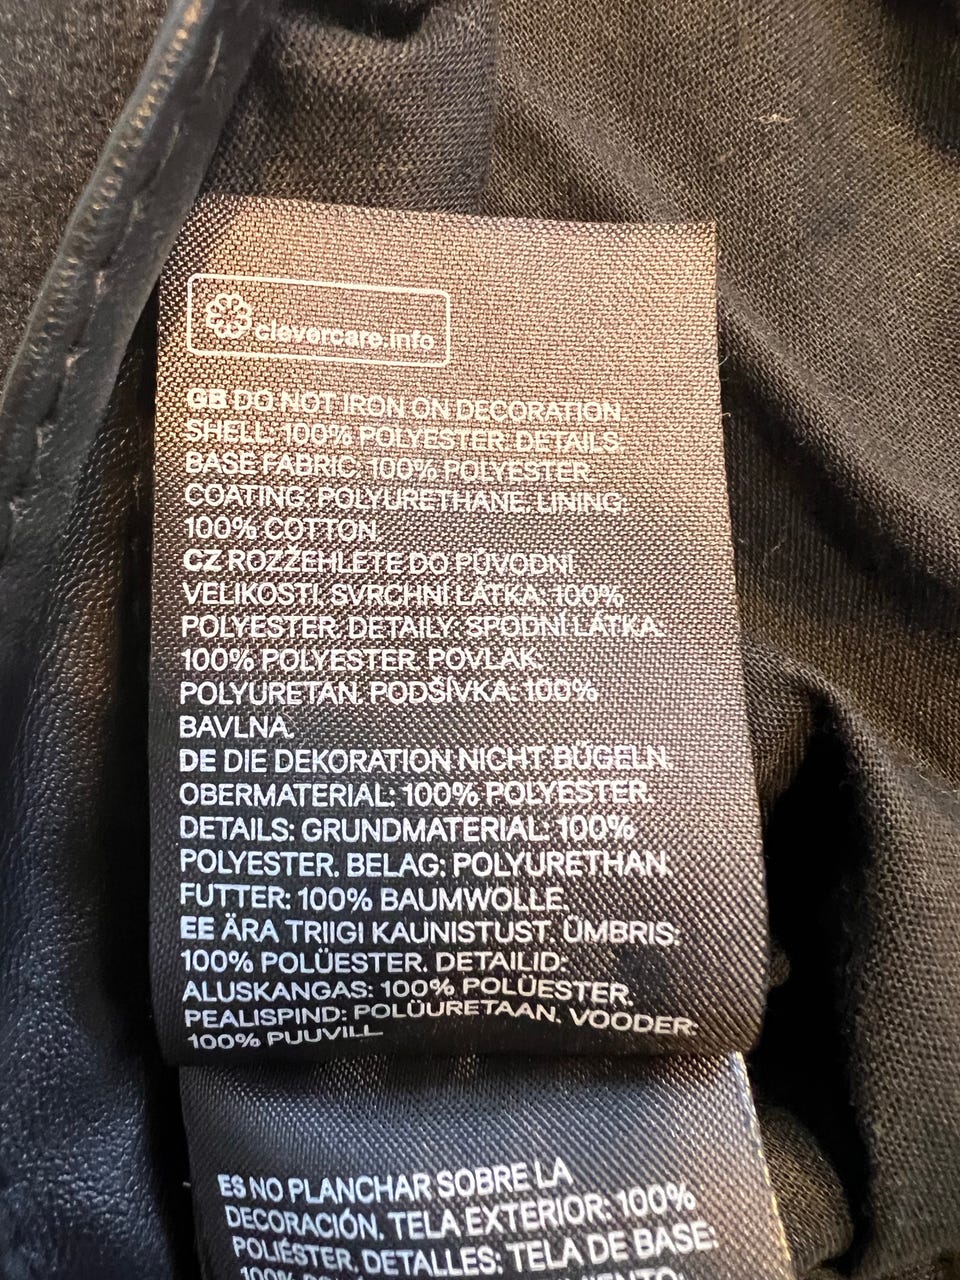 clevercare.info
GB DO NOT IRON ON DECORATION
SHELL: 100% POLYESTER. DETAILS:
BASE FABRIC: 100% POLYESTER.
COATING: POLYURETHANE. LINING:
100% COTTON.
CZ ROZŽEHLETE DO PŮVODNÍ
VELIKOSTI. SVRCHNÍ LÁTKA: 100%
POLYESTER. DETAILY: SPODNÍ LÁTKA:
100% POLYESTER. POVLAK:
POLYURETAN. PODŠÍVKA: 100%
BAVLNA.
DE DIE DEKORATION NICHT BÜGELN.
OBERMATERIAL: 100% POLYESTER.
DETAILS: GRUNDMATERIAL: 100%
POLYESTER. BELAG: POLYURETHAN.
FUTTER: 100% BAUMWOLLE.
EE ÄRA TRIIGI KAUNISTUST. ÜMBRIS:
100% POLÜESTER. DETAILID:
ALUSKANGAS: 100% POLÜESTER.
PEALISPIND: POLÜURETAAN. VOODER:
100% PUUVILL
ES NO PLANCHAR SOBRE LA
DECORACIÓN. TELA EXTERIOR: 100%
POLIÉSTER. DETALLES: TELA DE BASE:
100%